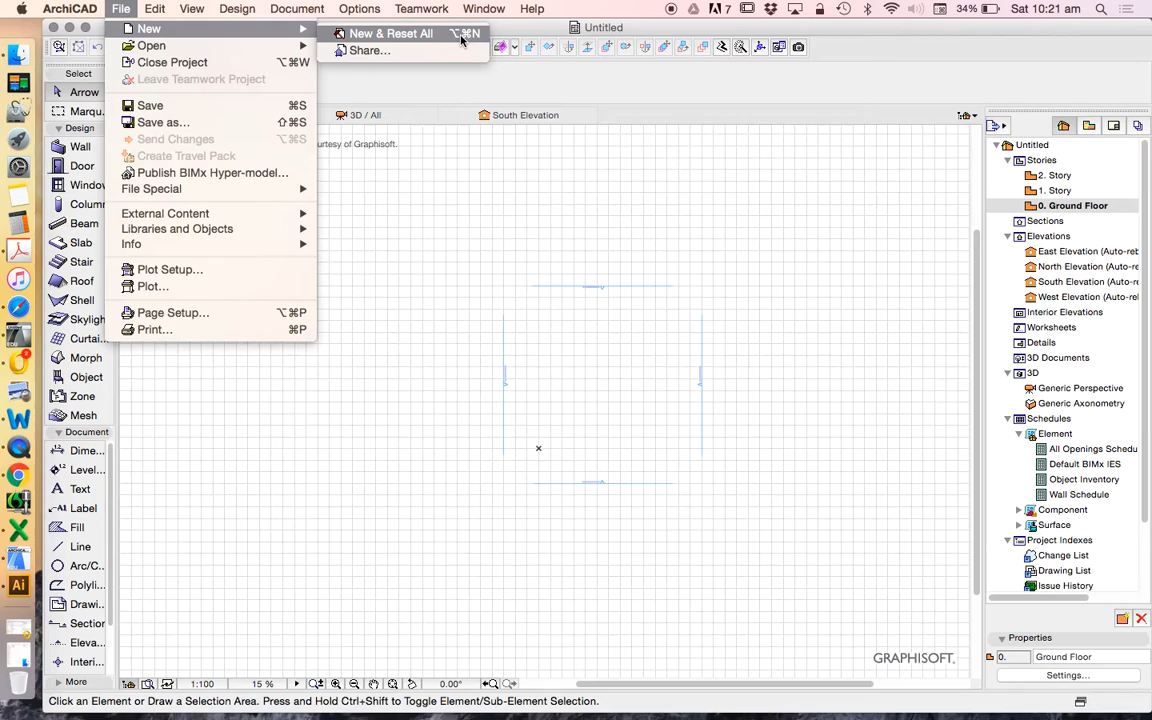 ArchiCAD File Edit View Design Document Options Teamwork Window Help 7 34% Sat 10:21 am
Untitled
New
New & Reset All ⌥⌘N
Share...
Open
Close Project ⌥⌘W
Leave Teamwork Project
Save ⌘S
Save as... ⇧⌘S
Send Changes ⌥⌘S
Create Travel Pack
Publish BIMx Hyper-model...
File Special
External Content
Libraries and Objects
Info
Plot Setup...
Plot...
Page Setup... ⌥⌘P
Print... ⌘P
Select
Arrow
Marqu
Design
Wall
Door
Windo
Colum
Beam
Slab
Stair
Roof
Shell
Skyligh
Curtai
Morph
Object
Zone
Mesh
Document
Dime...
Level...
Text
Label
Fill
Line
Arc/C
Polyli...
Drawi...
Section
Eleva...
Interi...
More
3D / All
South Elevation
urtesy of Graphisoft.
GRAPHISOFT.
Untitled
Stories
2. Story
1. Story
0. Ground Floor
Sections
Elevations
East Elevation (Auto-reb
North Elevation (Auto-re
South Elevation (Auto-re
West Elevation (Auto-re
Interior Elevations
Worksheets
Details
3D Documents
3D
Generic Perspective
Generic Axonometry
Schedules
Element
All Openings Schedu
Default BIMx IES
Object Inventory
Wall Schedule
Component
Surface
Project Indexes
Change List
Drawing List
Issue History
Properties
0. Ground Floor
Settings...
1:100 15 % 0.00°
Click an Element or Draw a Selection Area. Press and Hold Ctrl+Shift to Toggle Element/Sub-Element Selection.